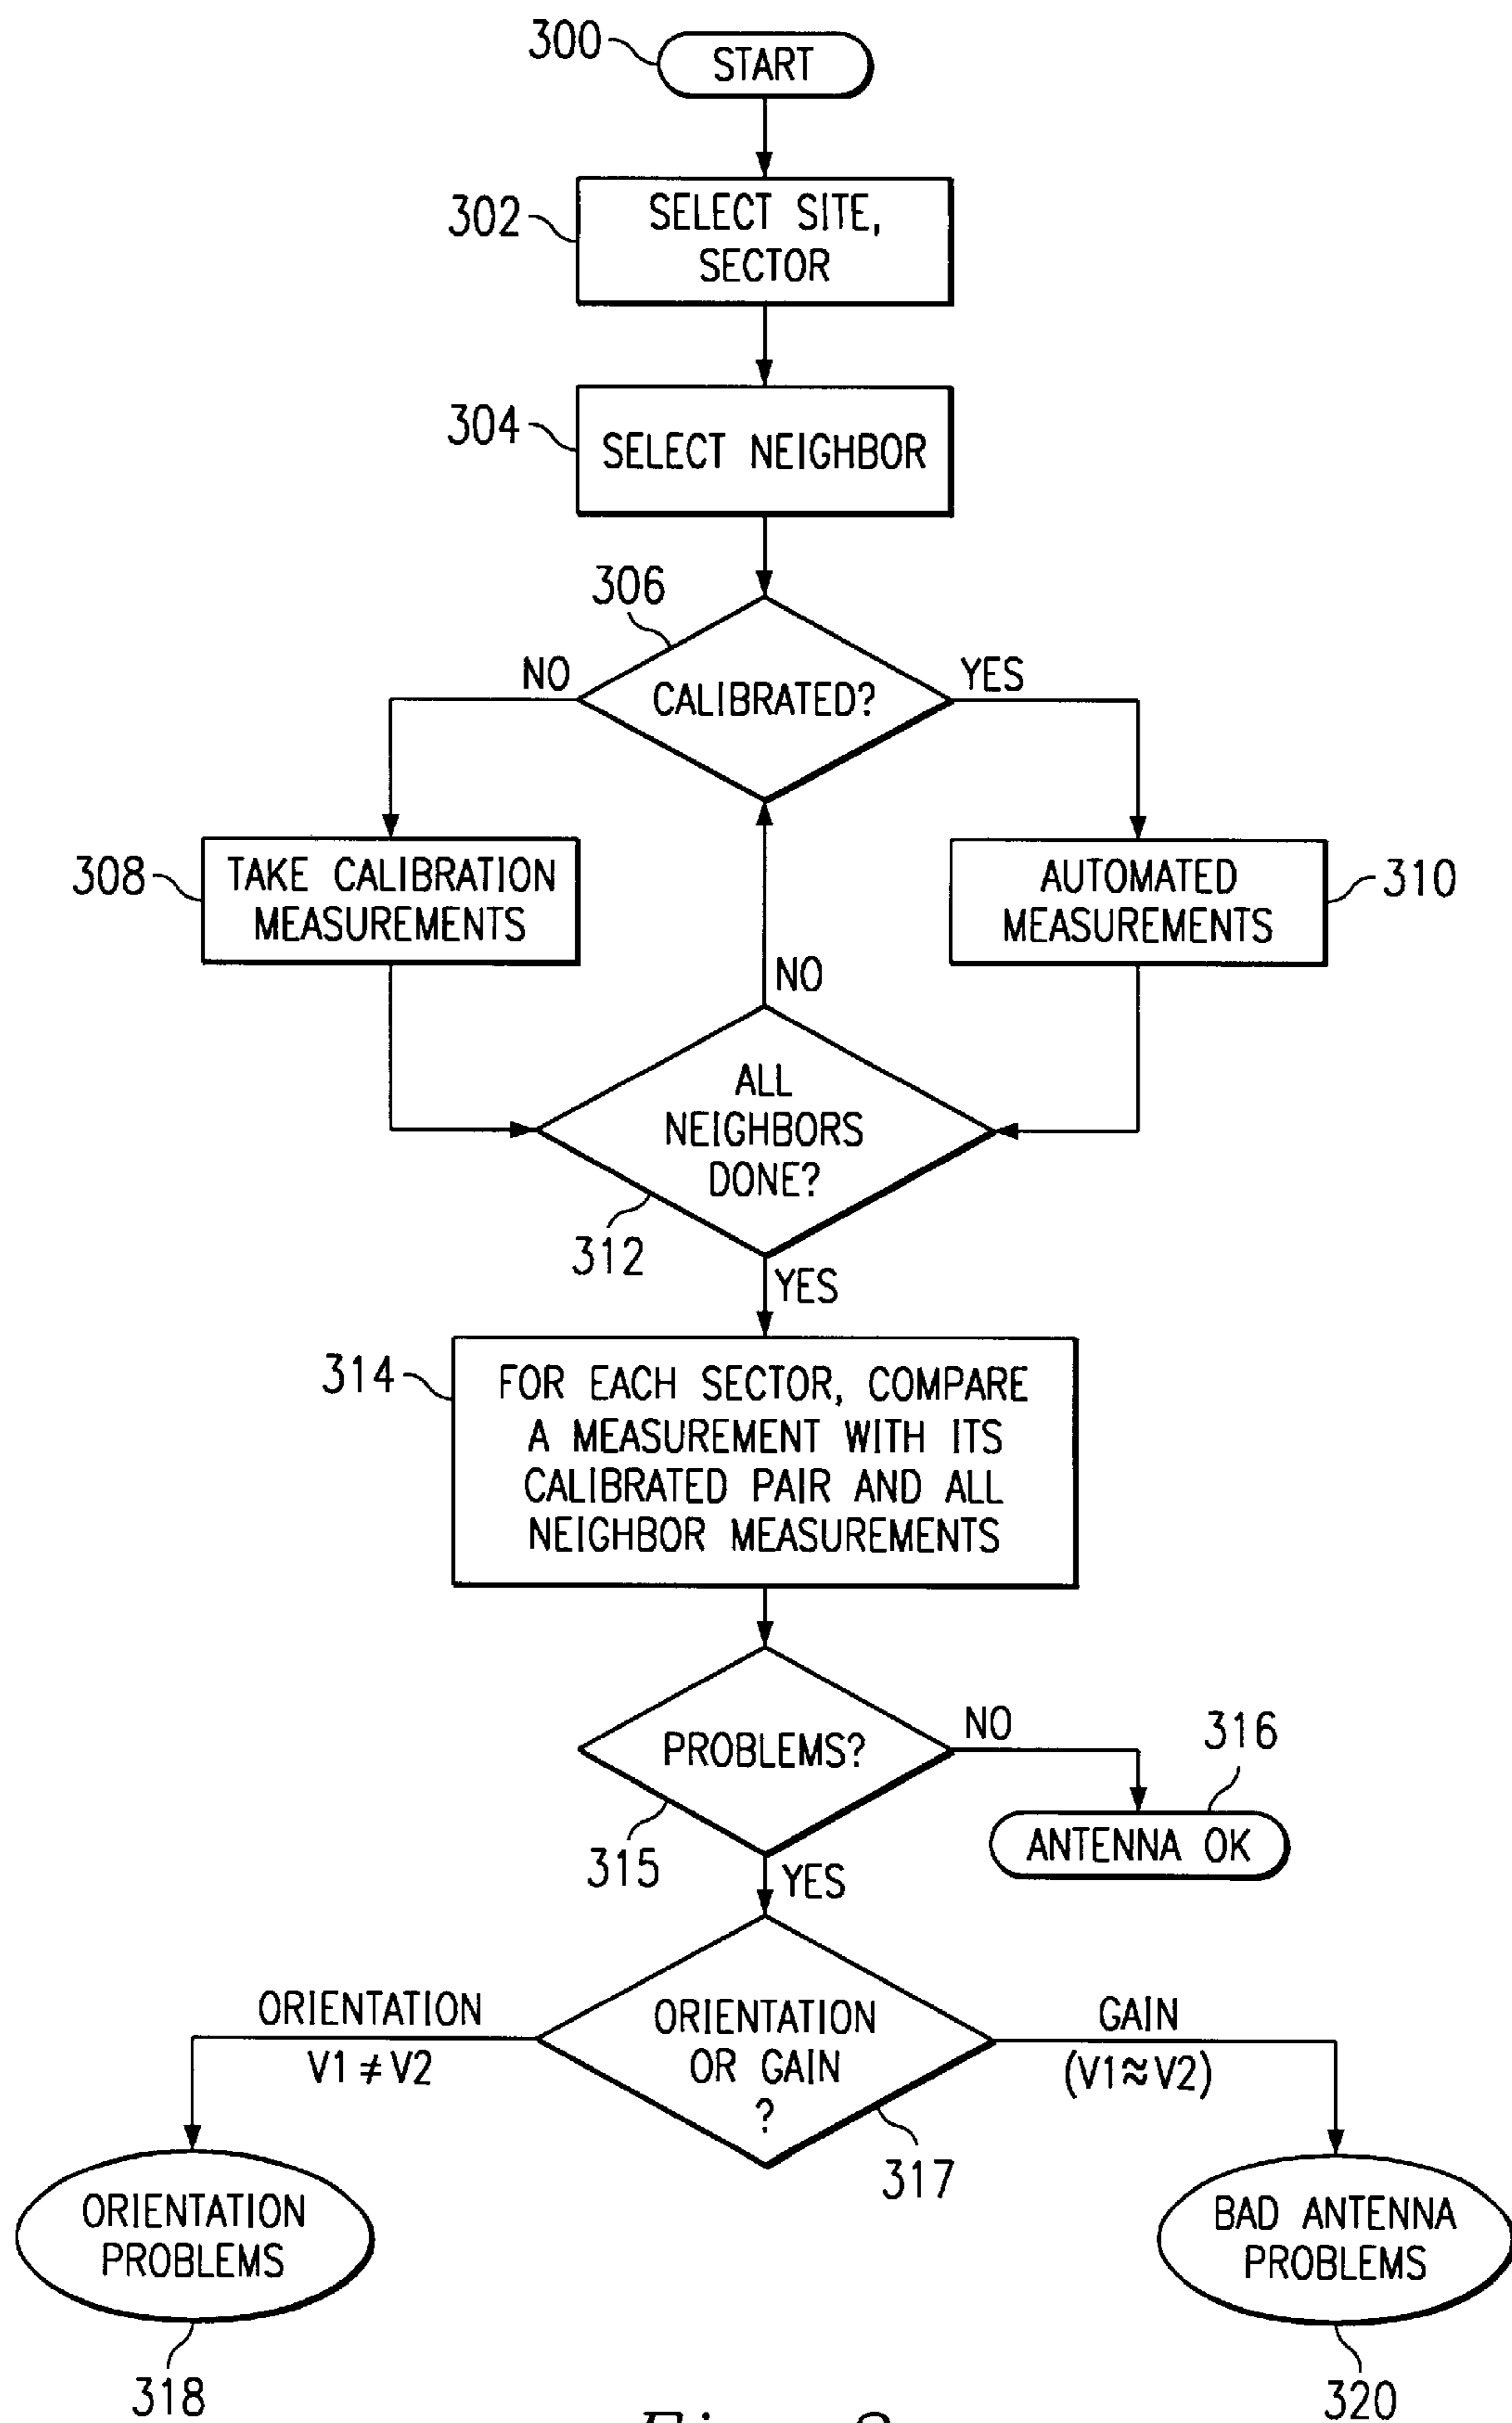 300
START
302
SELECT SITE,
SECTOR
304
SELECT NEIGHBOR
306
NO
YES
CALIBRATED?
308
TAKE CALIBRATION
MEASUREMENTS
AUTOMATED
MEASUREMENTS
310
NO
ALL
NEIGHBORS
DONE?
312
YES
314
FOR EACH SECTOR, COMPARE
A MEASUREMENT WITH ITS
CALIBRATED PAIR AND ALL
NEIGHBOR MEASUREMENTS
PROBLEMS?
NO
316
ANTENNA OK
315
YES
ORIENTATION
V1 ≠ V2
ORIENTATION
OR GAIN
?
GAIN
(V1≈V2)
317
ORIENTATION
PROBLEMS
BAD ANTENNA
PROBLEMS
318
320